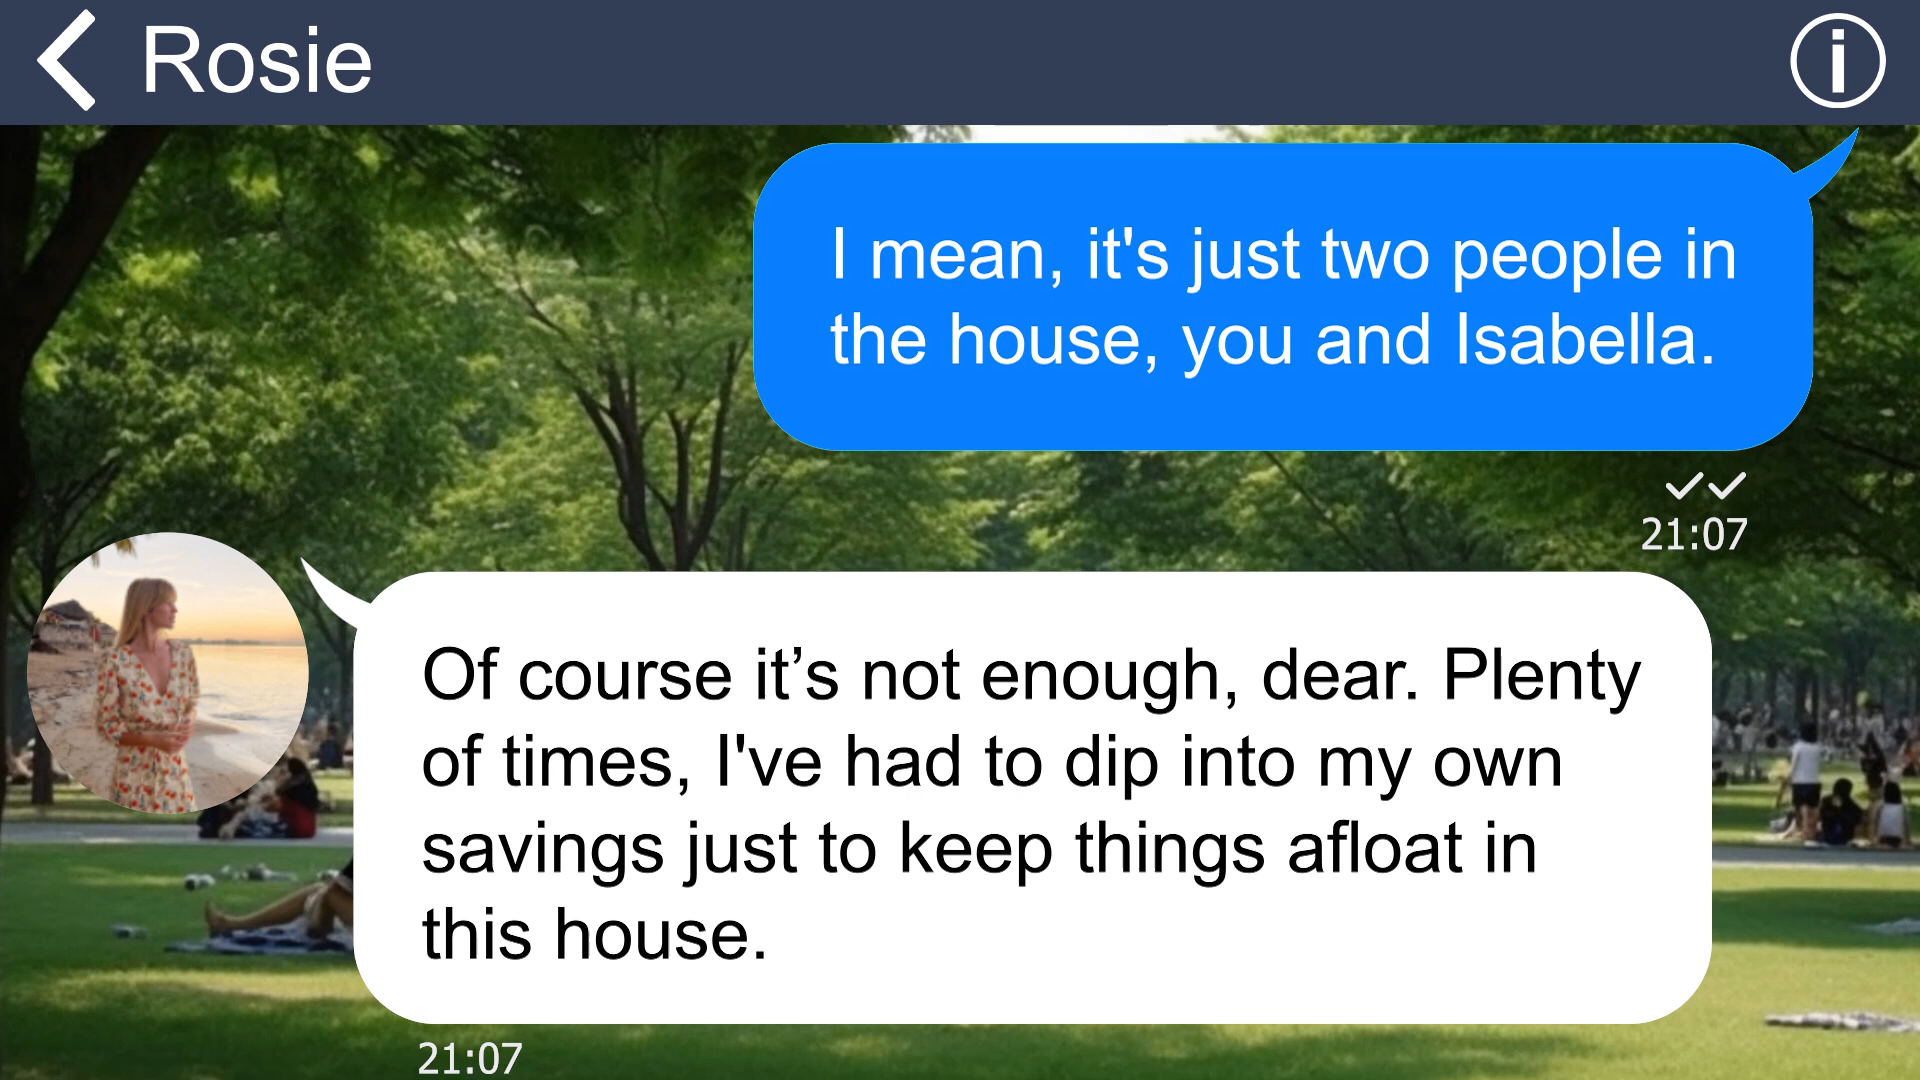 Rosie
I mean, it's just two people in
the house, you and Isabella.
21:07
Of course it’s not enough, dear. Plenty
of times, I've had to dip into my own
savings just to keep things afloat in
this house.
21:07